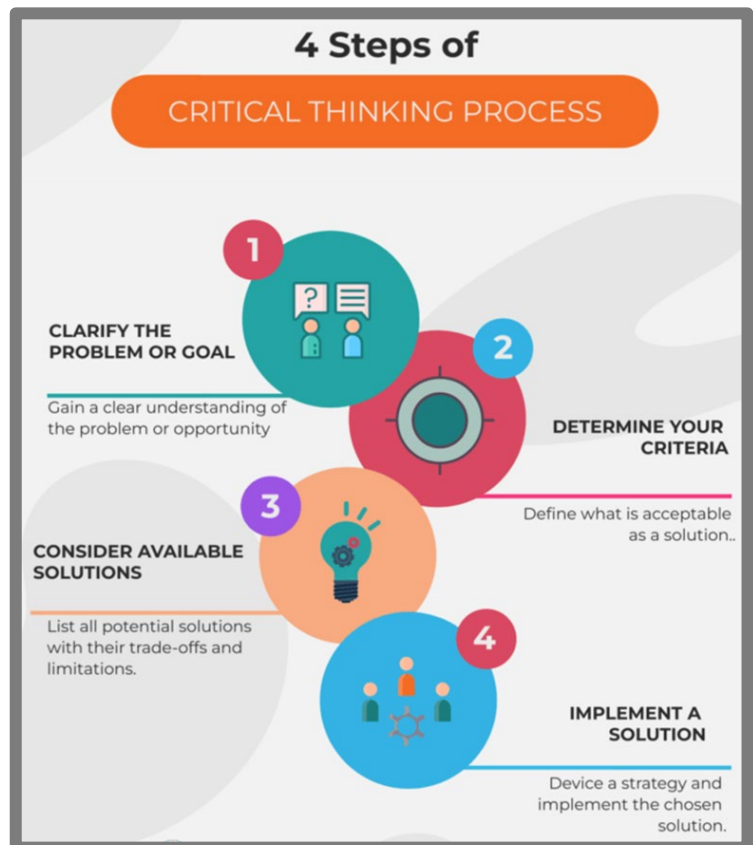 4 Steps of
CRITICAL THINKING PROCESS
1
CLARIFY THE
PROBLEM OR GOAL
Gain a clear understanding of
the problem or opportunity
?
2
DETERMINE YOUR
CRITERIA
Define what is acceptable
as a solution..
3
CONSIDER AVAILABLE
SOLUTIONS
List all potential solutions
with their trade-offs and
limitations.
4
IMPLEMENT A
SOLUTION
Device a strategy and
implement the chosen
solution.